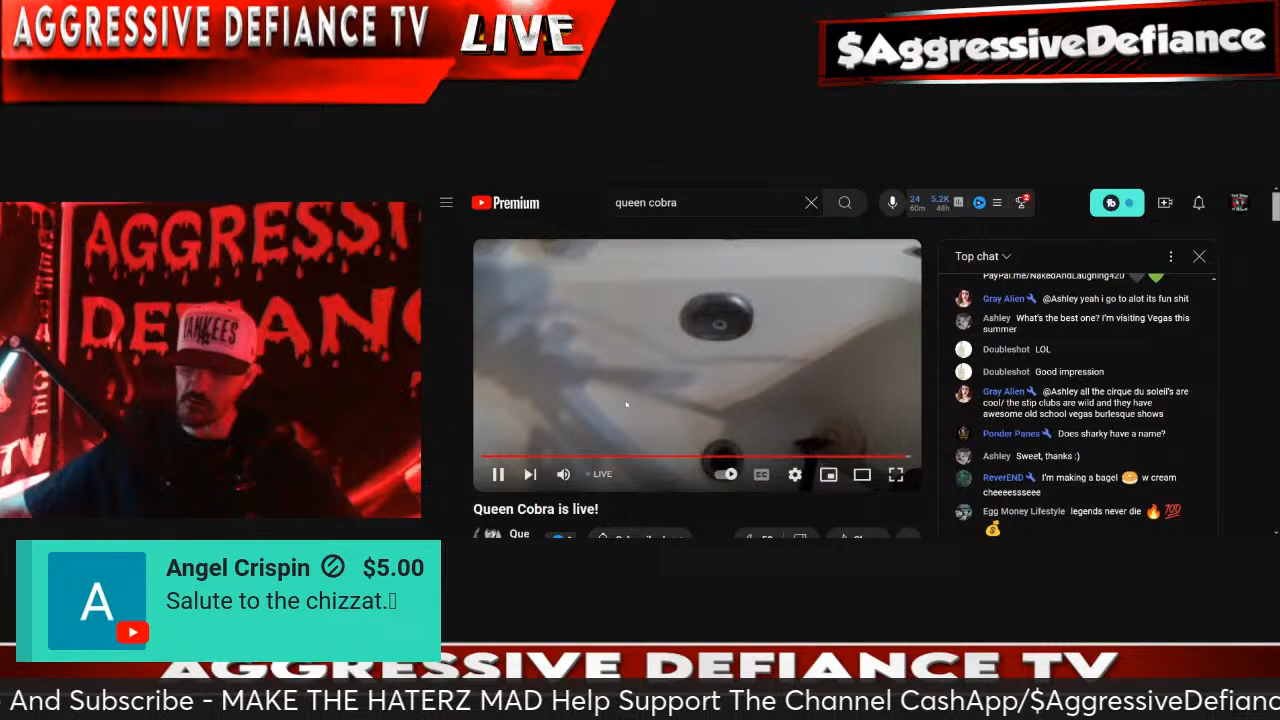 AGGRESSIVE DEFIANCE TV
LIVE
$AggressiveDefiance
Premium
queen cobra
24
60m
5.2K
48h
2
Top chat
PayPal.me/NakedAndLaughing420
Gray Alien @Ashley yeah i go to alot its fun shit
Ashley What's the best one? I'm visiting Vegas this
summer
Doubleshot LOL
Doubleshot Good impression
Gray Alien @Ashley all the cirque du soleil's are
cool/ the stip clubs are wild and they have
awesome old school vegas burlesque shows
Ponder Panes Does sharky have a name?
Ashley Sweet, thanks :)
ReverEND I'm making a bagel 🥯 w cream
cheeeessseee
Egg Money Lifestyle legends never die 🔥 💯
💰
LIVE
Queen Cobra is live!
Que
AGGRESSI
DEFIANC
TV
YANKEES
A
Angel Crispin $5.00
Salute to the chizzat.
AGGRESSIVE DEFIANCE TV
And Subscribe - MAKE THE HATERZ MAD Help Support The Channel CashApp/$AggressiveDefianc